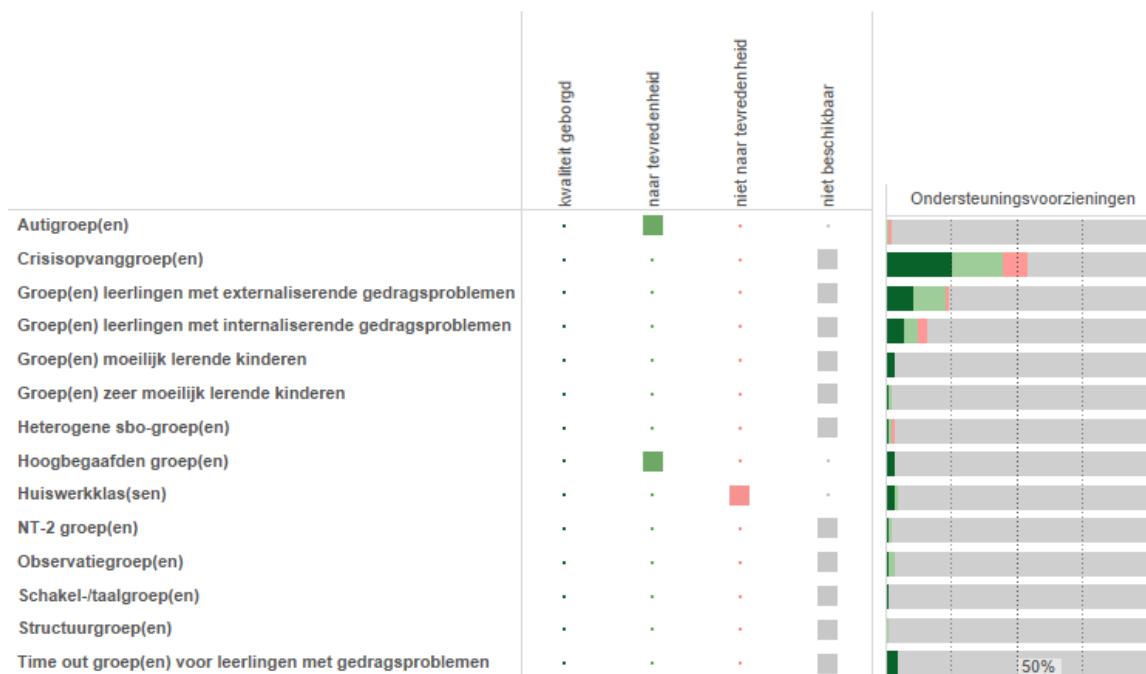 kwaliteit geborgd
naar tevredenheid
niet naar tevredenheid
niet beschikbaar
Ondersteuningsvoorzieningen
Autigroep(en)
Crisisopvanggroep(en)
Groep(en) leerlingen met externaliserende gedragsproblemen
Groep(en) leerlingen met internaliserende gedragsproblemen
Groep(en) moeilijk lerende kinderen
Groep(en) zeer moeilijk lerende kinderen
Heterogene sbo-groep(en)
Hoogbegaafden groep(en)
Huiswerkklas(sen)
NT-2 groep(en)
Observatiegroep(en)
Schakel-/taalgroep(en)
Structuurgroep(en)
Time out groep(en) voor leerlingen met gedragsproblemen
50%